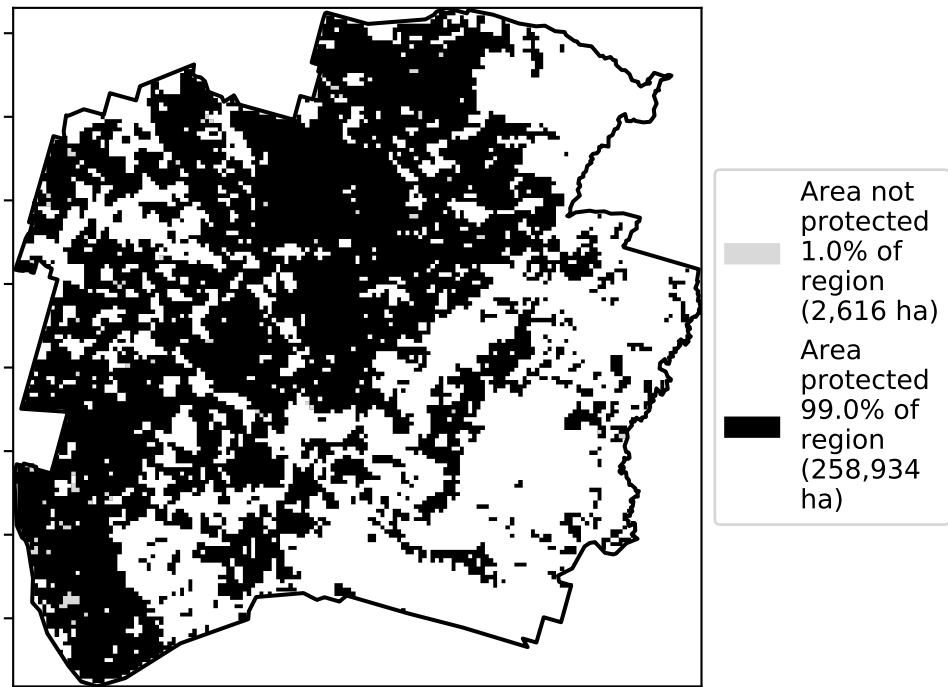 Area not
protected
1.0% of
region
(2,616 ha)
Area
protected
99.0% of
region
(258,934
ha)